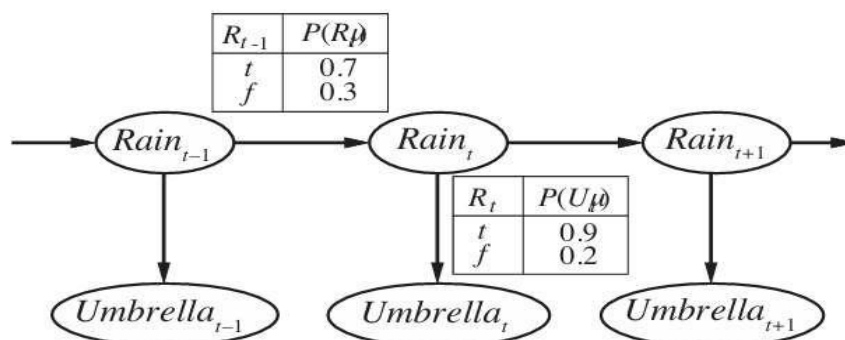 R_{t-1} P(R_t)
t 0.7
f 0.3
Rain_{t-1} Rain_t Rain_{t+1}
R_t P(U_t)
t 0.9
f 0.2
Umbrella_{t-1} Umbrella_t Umbrella_{t+1}